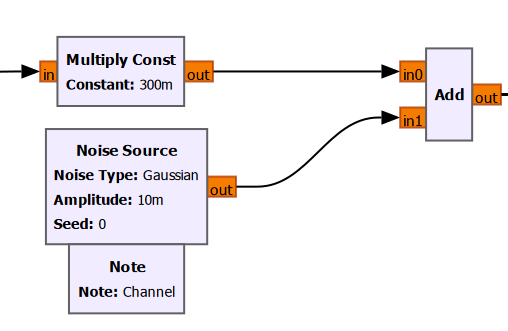 Multiply Const
in
Constant: 300m
out
in0
Add
out
in1
Noise Source
Noise Type: Gaussian
out
Amplitude: 10m
Seed: 0
Note
Note: Channel